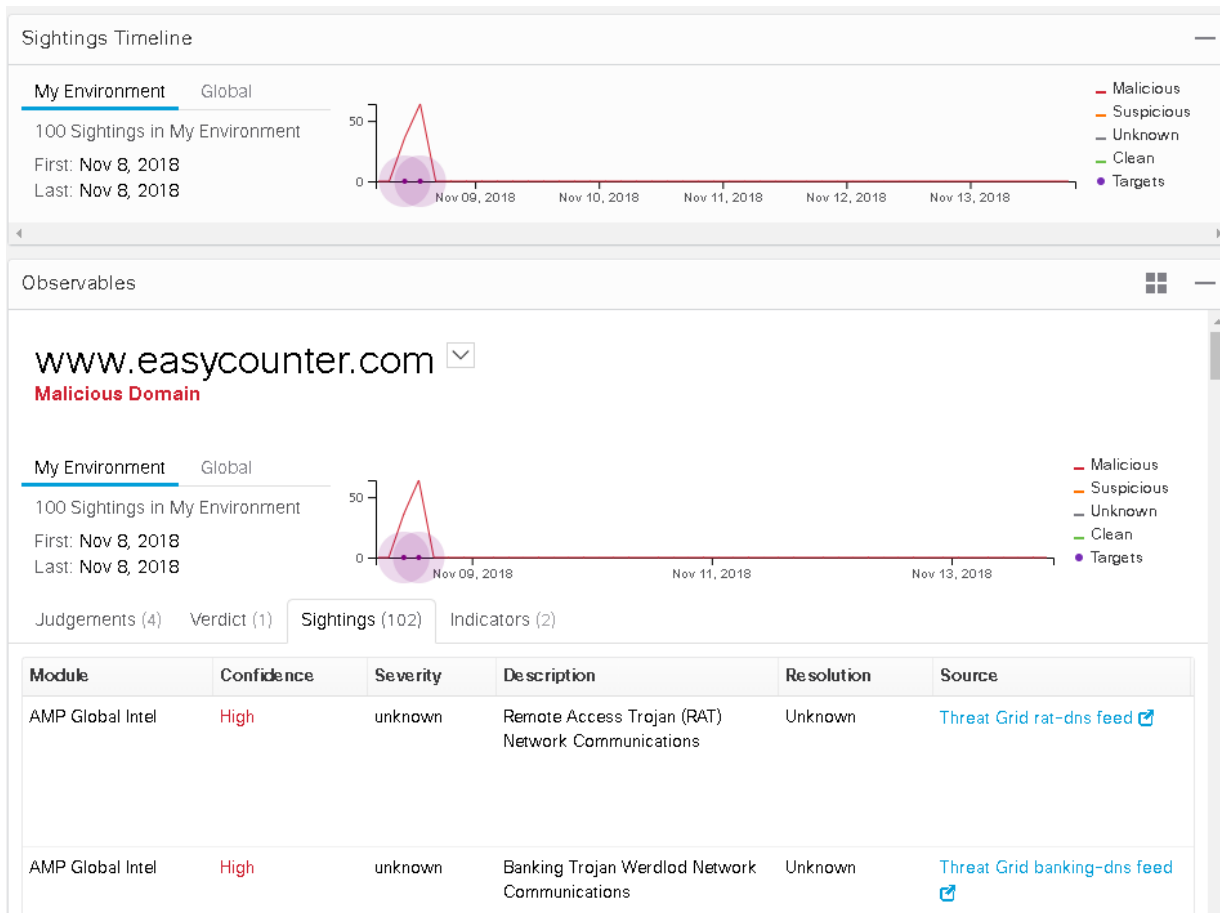 Sightings Timeline
My Environment Global
100 Sightings in My Environment
First: Nov 8, 2018
Last: Nov 8, 2018
50
0
Nov 09, 2018 Nov 10, 2018 Nov 11, 2018 Nov 12, 2018 Nov 13, 2018
Malicious
Suspicious
Unknown
Clean
Targets
Observables
www.easycounter.com
Malicious Domain
My Environment Global
100 Sightings in My Environment
First: Nov 8, 2018
Last: Nov 8, 2018
50
0
Nov 09, 2018 Nov 11, 2018 Nov 13, 2018
Malicious
Suspicious
Unknown
Clean
Targets
Judgements (4) Verdict (1) Sightings (102) Indicators (2)
Module Confidence Severity Description Resolution Source
AMP Global Intel High unknown Remote Access Trojan (RAT) Unknown Threat Grid rat-dns feed
Network Communications
AMP Global Intel High unknown Banking Trojan Werdlod Network Unknown Threat Grid banking-dns feed
Communications